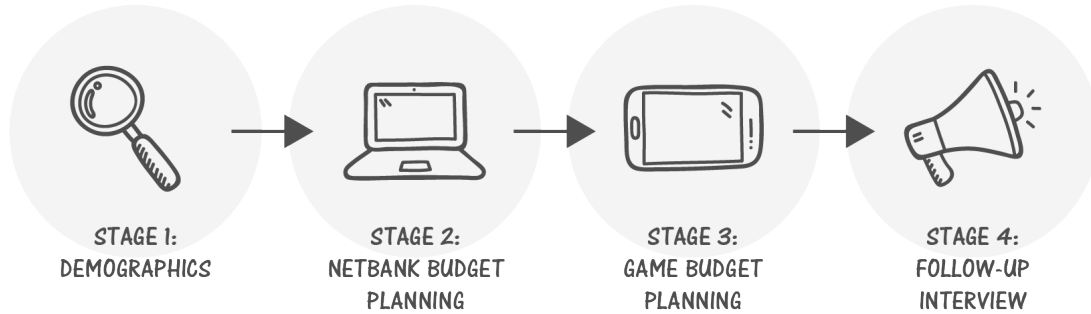 STAGE 1:
DEMOGRAPHICS
STAGE 2:
NETBANK BUDGET
PLANNING
STAGE 3:
GAME BUDGET
PLANNING
STAGE 4:
FOLLOW-UP
INTERVIEW